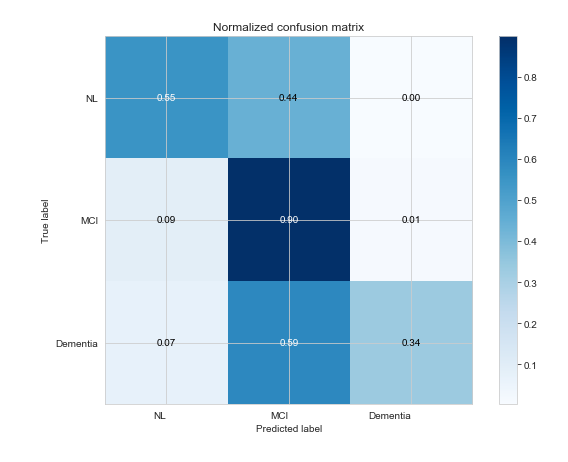 Normalized confusion matrix
NL 0.55 0.44 0.00
MCI 0.09 0.90 0.01
Dementia 0.07 0.59 0.34
NL MCI Dementia
True label
Predicted label
0.8
0.7
0.6
0.5
0.4
0.3
0.2
0.1